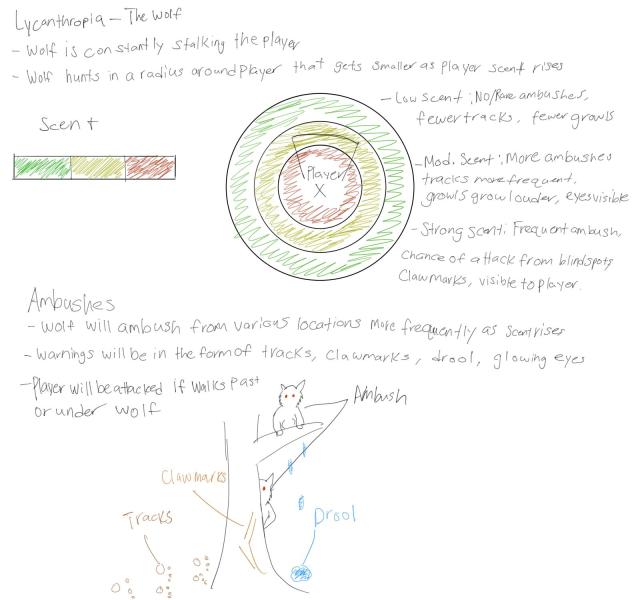 Lycanthropia - The Wolf
- Wolf is constantly stalking the player
- Wolf hunts in a radius around player that gets smaller as player scent rises
Scent
Player
X
- Low scent: No/Rare ambushes,
fewer tracks, fewer growls
- Mod. Scent: More ambushes
tracks more frequent,
growls grow louder, eyes visible
- Strong scent: Frequent ambush,
chance of attack from blindspots
Clawmarks, visible to player.
Ambushes
- Wolf will ambush from various locations more frequently as scent rises
- Warnings will be in the form of tracks, clawmarks, drool, glowing eyes
- Player will be attacked if walks past
or under wolf
Ambush
Clawmarks
Tracks
Drool